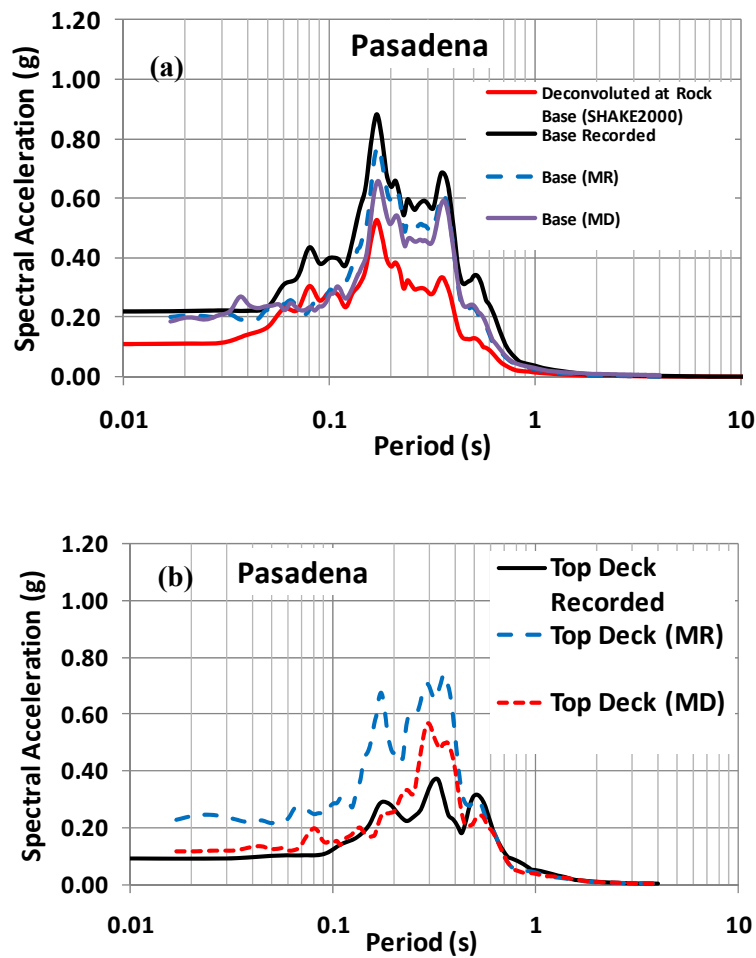 1.20
(a)
Pasadena
1.00
Deconvoluted at Rock
Base (SHAKE2000)
Base Recorded
0.80
Base (MR)
0.60
Base (MD)
0.40
0.20
0.00
Spectral Acceleration (g)
0.01
0.1
1
10
Period (s)
1.20
(b)
Pasadena
Top Deck
Recorded
1.00
Top Deck (MR)
0.80
Top Deck (MD)
0.60
0.40
0.20
0.00
Spectral Acceleration (g)
0.01
0.1
1
10
Period (s)